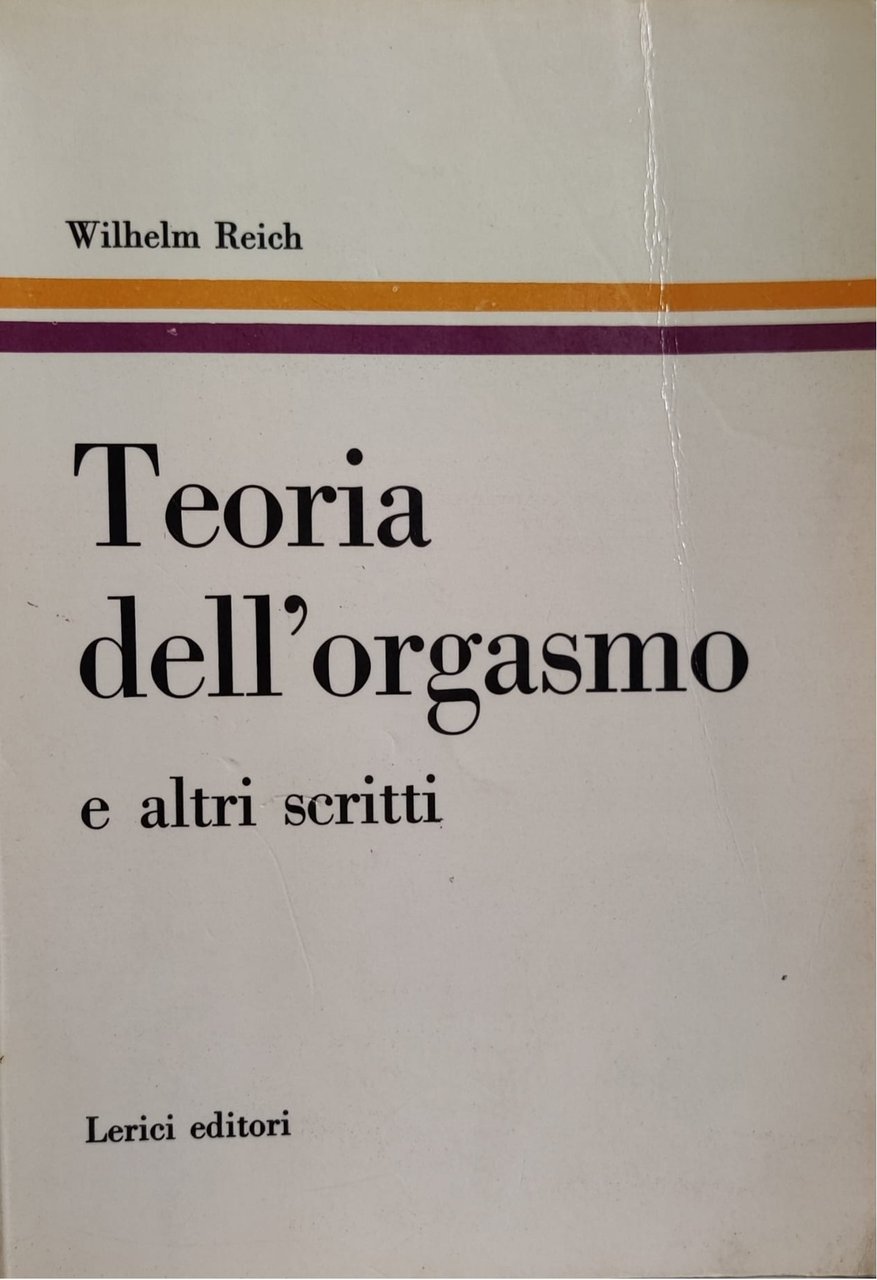 Wilhelm Reich
Teoria
dell’orgasmo
e altri scritti
Lerici editori